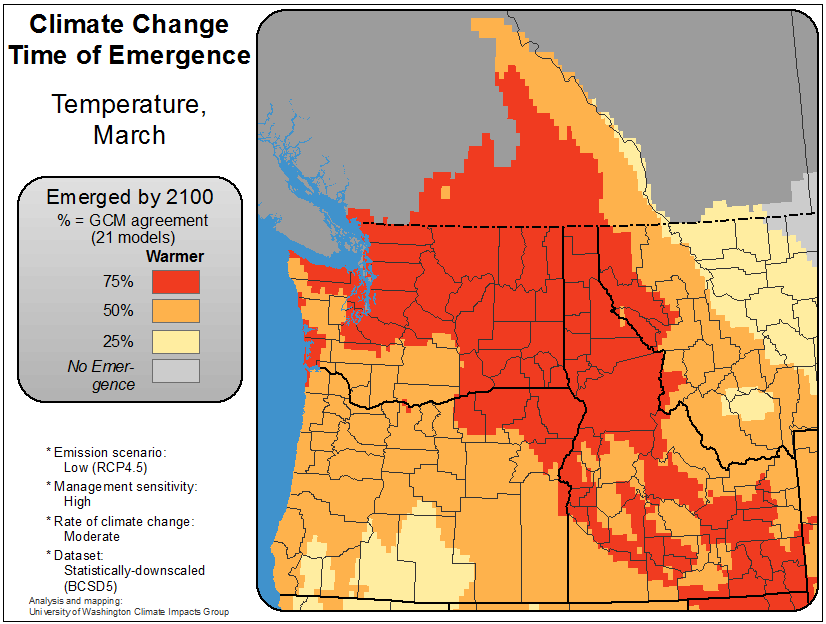 Climate Change
Time of Emergence
Temperature,
March
Emerged by 2100
% = GCM agreement
(21 models)
Warmer
75%
50%
25%
No Emer-
gence
* Emission scenario:
Low (RCP4.5)
* Management sensitivity:
High
* Rate of climate change:
Moderate
* Dataset:
Statistically-downscaled
(BCSD5)
Analysis and mapping:
University of Washington Climate Impacts Group